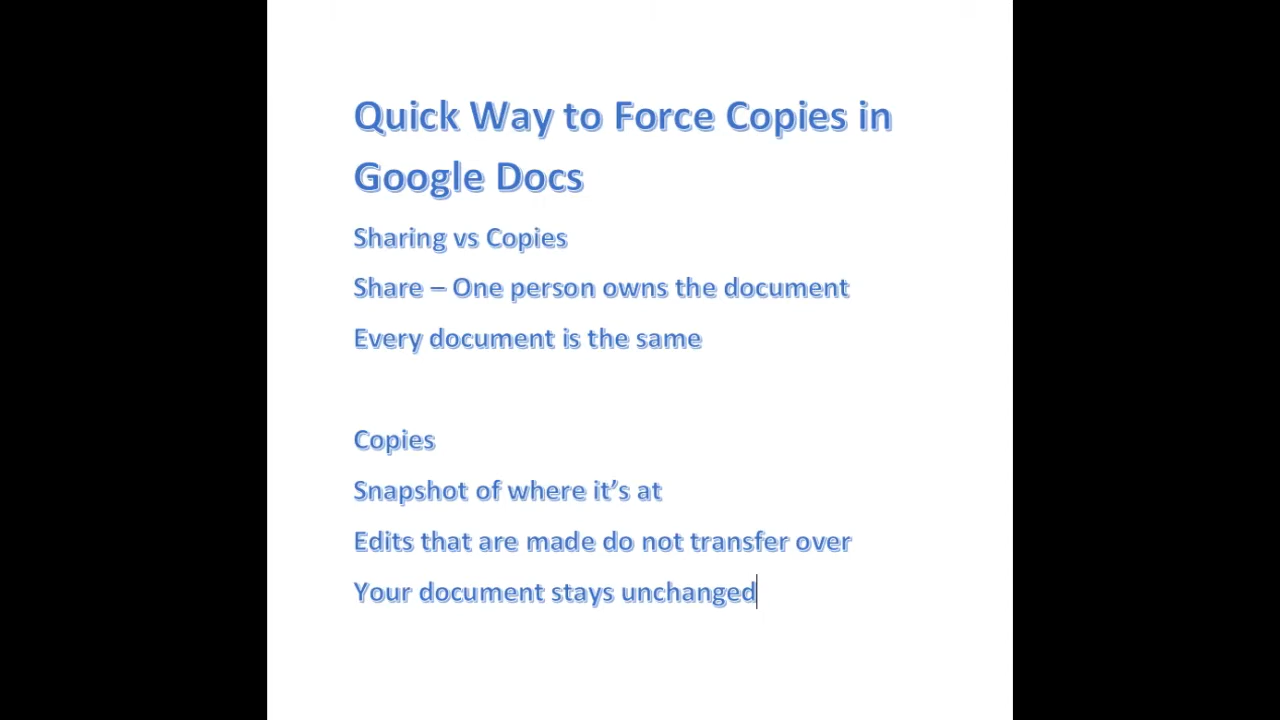 Quick Way to Force Copies in
Google Docs
Sharing vs Copies
Share – One person owns the document
Every document is the same
Copies
Snapshot of where it’s at
Edits that are made do not transfer over
Your document stays unchanged